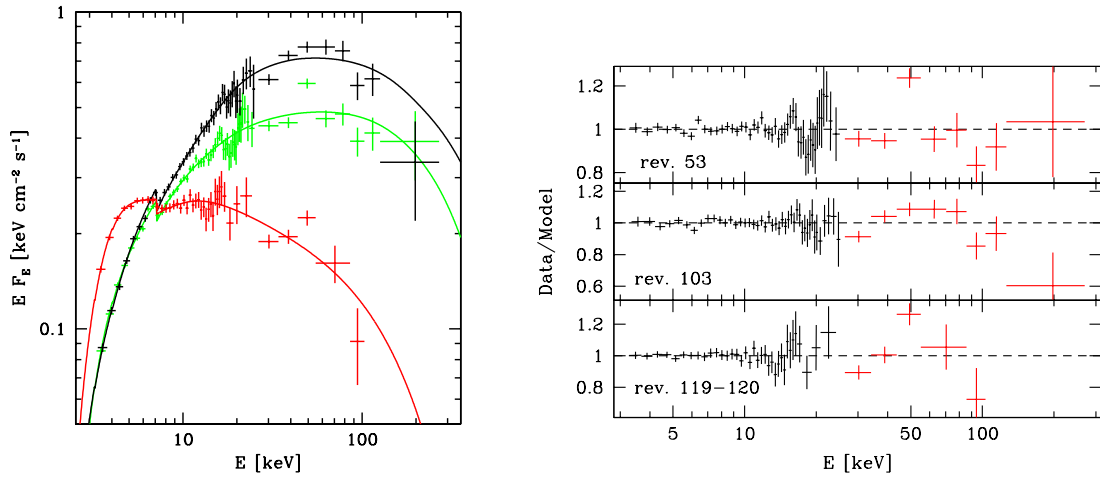 1
0.1
E F_E [keV cm⁻² s⁻¹]
10
100
E [keV]
Data/Model
1.2
1
0.8
rev. 53
1.2
1
0.8
0.6
rev. 103
1.2
1
0.8
rev. 119−120
5
10
50
100
E [keV]